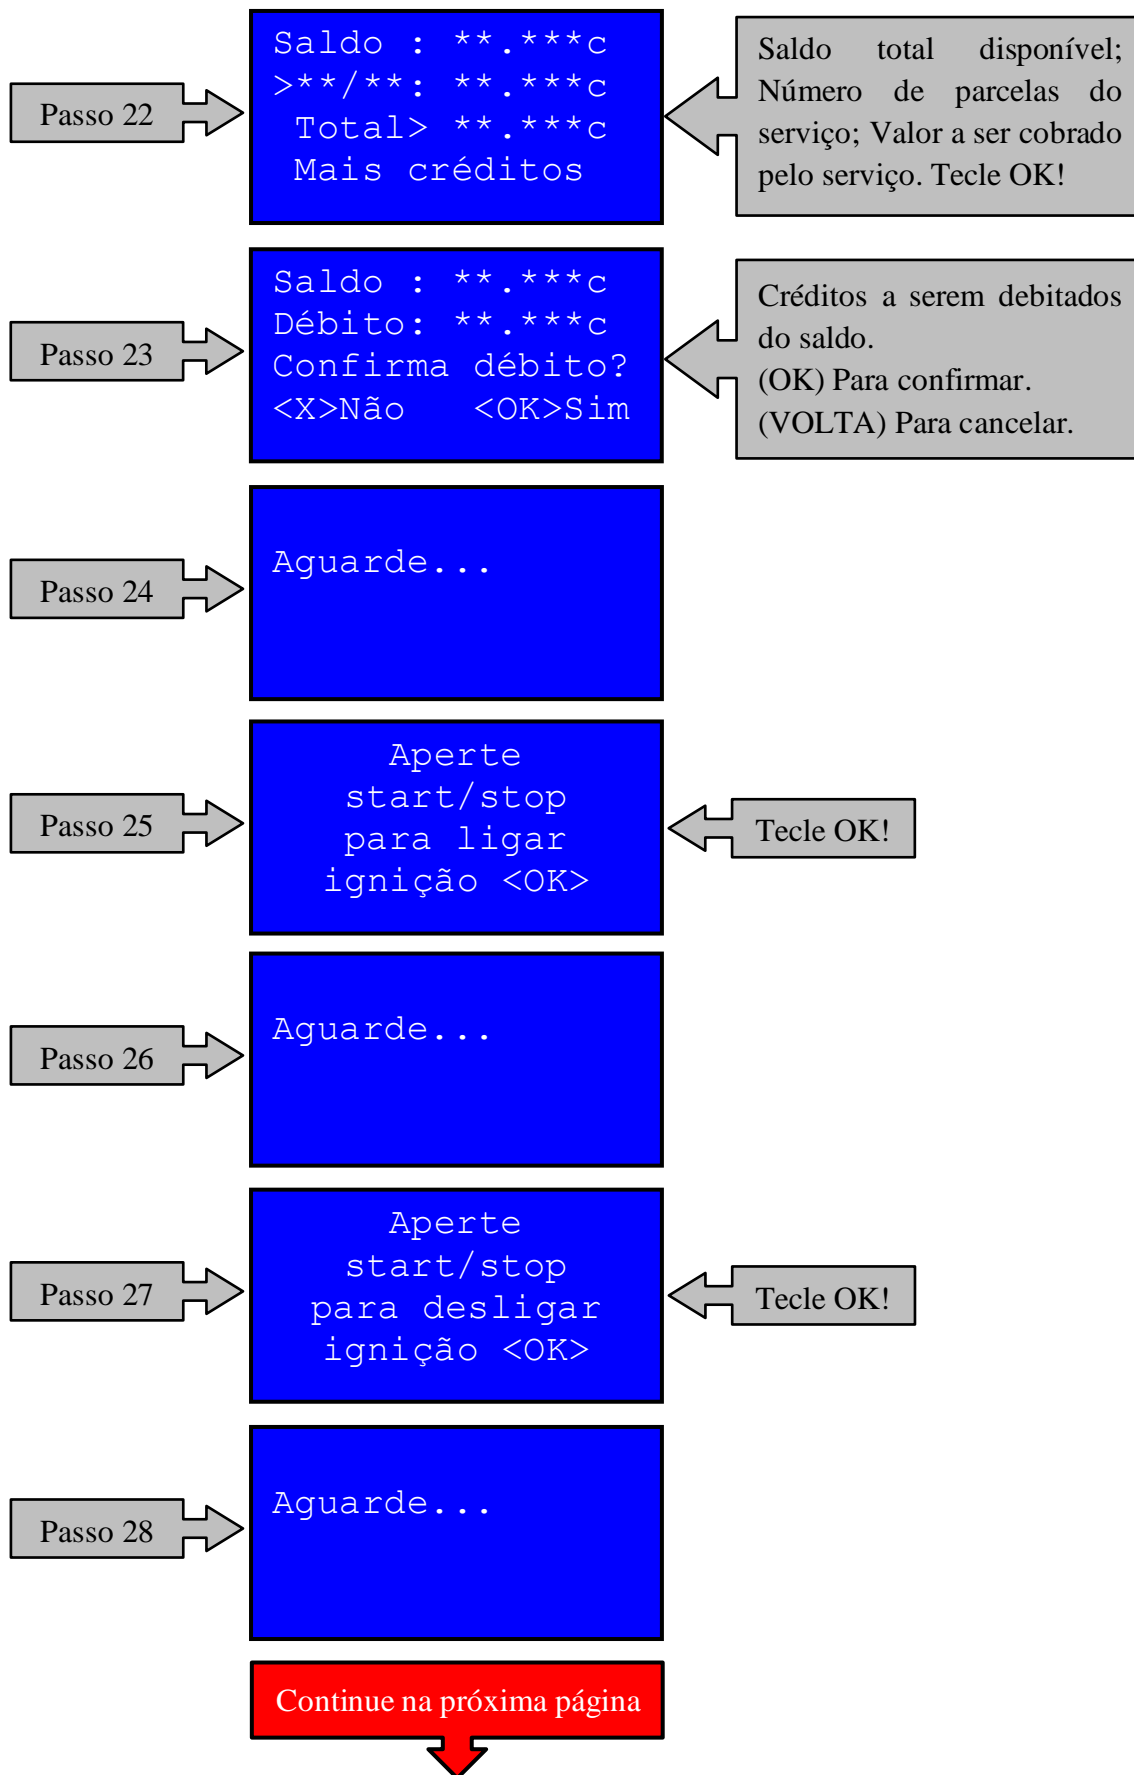 Passo 22
Saldo : **.***c
>**/**: **.***c
Total> **.***c
Mais créditos
Saldo total disponível;
Número de parcelas do
serviço; Valor a ser cobrado
pelo serviço. Tecle OK!
Passo 23
Saldo : **.***c
Débito: **.***c
Confirma débito?
<X>Não <OK>Sim
Créditos a serem debitados
do saldo.
(OK) Para confirmar.
(VOLTA) Para cancelar.
Passo 24
Aguarde...
Passo 25
Aperte
start/stop
para ligar
ignição <OK>
Tecle OK!
Passo 26
Aguarde...
Passo 27
Aperte
start/stop
para desligar
ignição <OK>
Tecle OK!
Passo 28
Aguarde...
Continue na próxima página